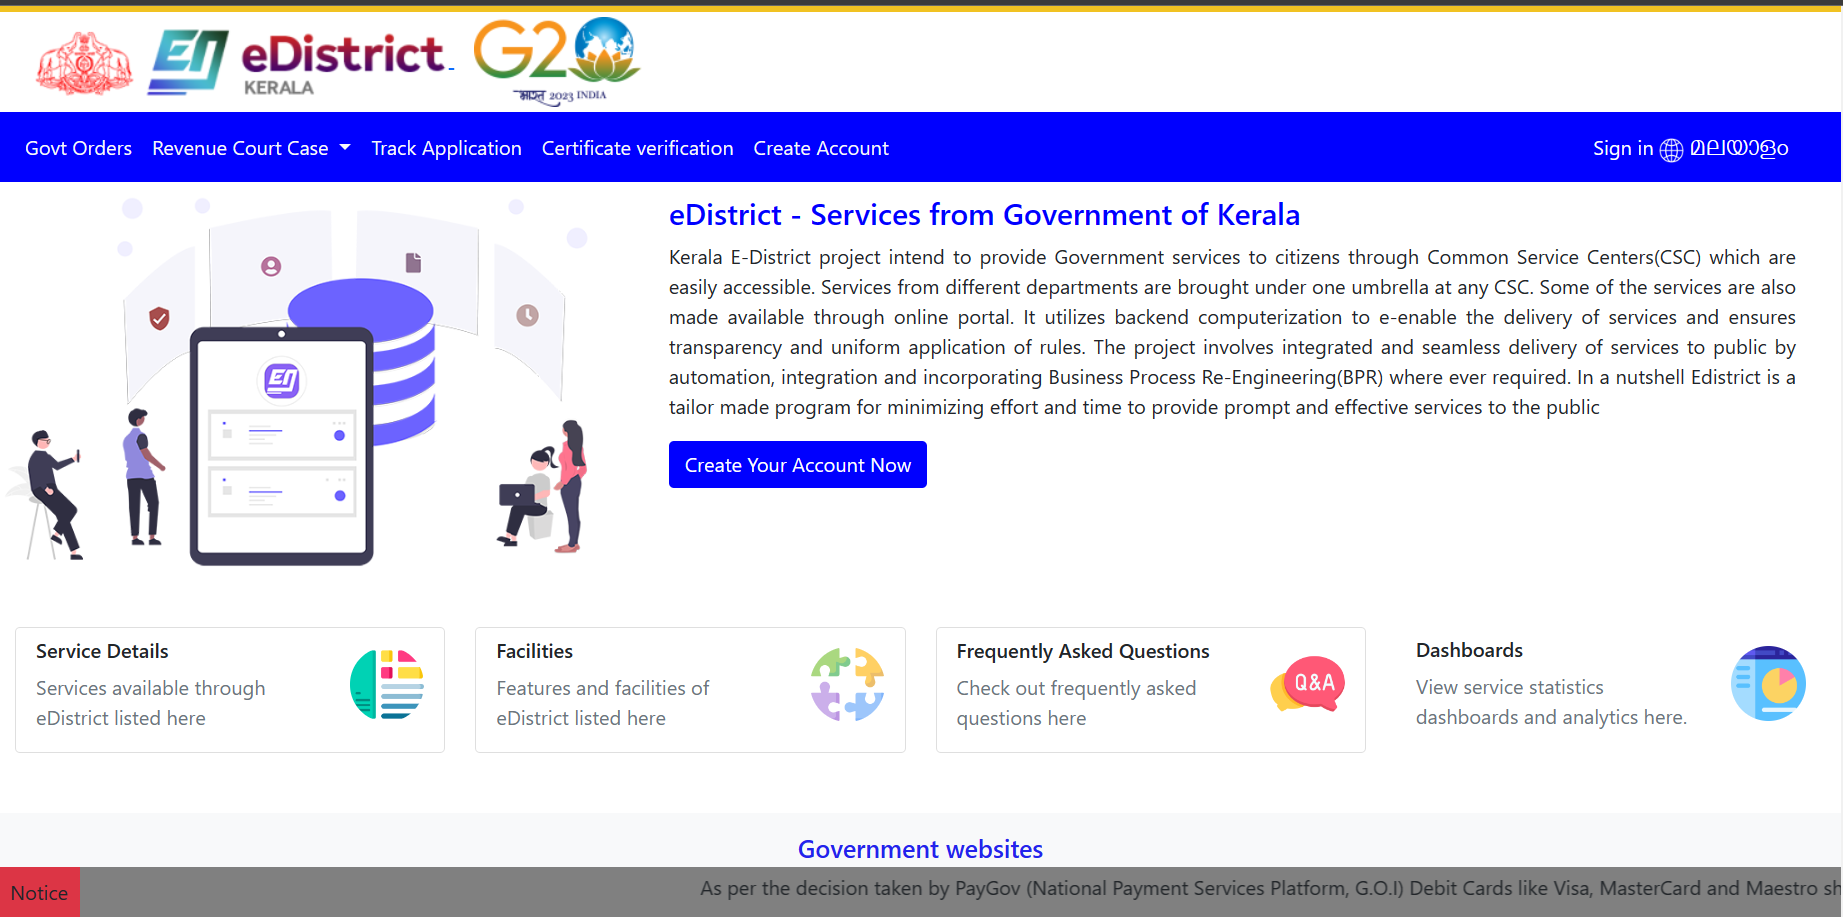 eDistrict
KERALA
G20
भारत 2023 INDIA
Govt Orders
Revenue Court Case
Track Application
Certificate verification
Create Account
Sign in
മലയാളം
eDistrict - Services from Government of Kerala
Kerala E-District project intend to provide Government services to citizens through Common Service Centers(CSC) which are
easily accessible. Services from different departments are brought under one umbrella at any CSC. Some of the services are also
made available through online portal. It utilizes backend computerization to e-enable the delivery of services and ensures
transparency and uniform application of rules. The project involves integrated and seamless delivery of services to public by
automation, integration and incorporating Business Process Re-Engineering(BPR) where ever required. In a nutshell Edistrict is a
tailor made program for minimizing effort and time to provide prompt and effective services to the public
Create Your Account Now
Service Details
Services available through
eDistrict listed here
Facilities
Features and facilities of
eDistrict listed here
Frequently Asked Questions
Check out frequently asked
questions here
Q&A
Dashboards
View service statistics
dashboards and analytics here.
Government websites
Notice
As per the decision taken by PayGov (National Payment Services Platform, G.O.I) Debit Cards like Visa, MasterCard and Maestro sh